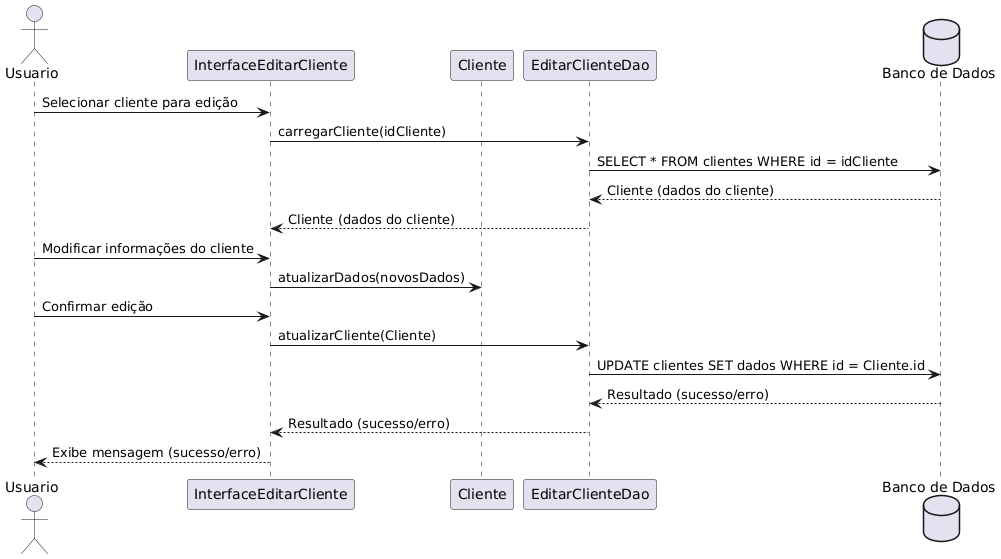 Usuario
InterfaceEditarCliente
Cliente
EditarClienteDao
Banco de Dados
Selecionar cliente para edição
carregarCliente(idCliente)
SELECT * FROM clientes WHERE id = idCliente
Cliente (dados do cliente)
Cliente (dados do cliente)
Modificar informações do cliente
atualizarDados(novosDados)
Confirmar edição
atualizarCliente(Cliente)
UPDATE clientes SET dados WHERE id = Cliente.id
Resultado (sucesso/erro)
Resultado (sucesso/erro)
Exibe mensagem (sucesso/erro)
Usuario
InterfaceEditarCliente
Cliente
EditarClienteDao
Banco de Dados